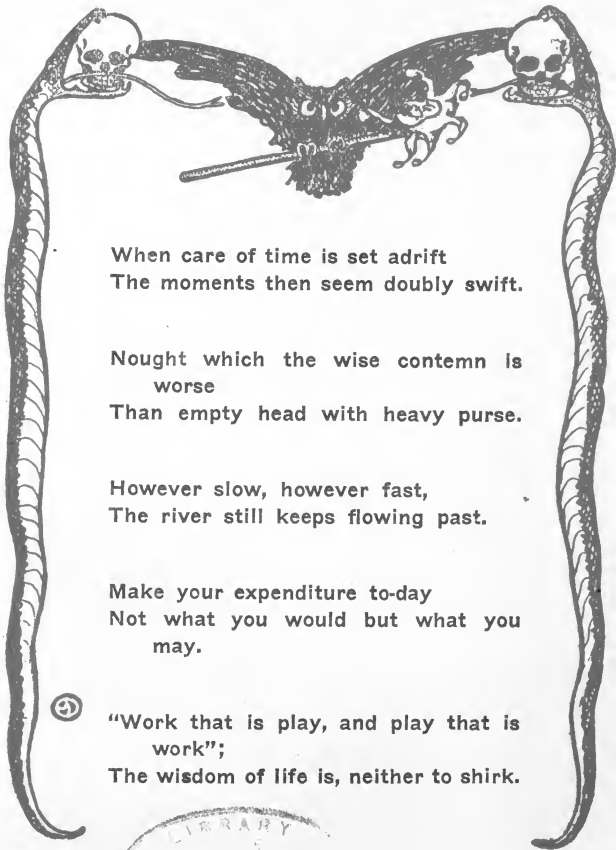 When care of time is set adrift
The moments then seem doubly swift.
Nought which the wise contemn is
worse
Than empty head with heavy purse.
However slow, however fast,
The river still keeps flowing past.
Make your expenditure to-day
Not what you would but what you
may.
"Work that is play, and play that is
work";
The wisdom of life is, neither to shirk.
LIBRARY